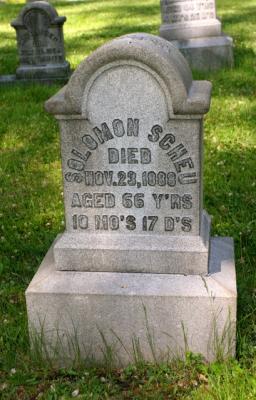 SOLOMON SCHEU
DIED
NOV. 23, 1888
AGED 66 Y'RS
10 MO'S 17 D'S